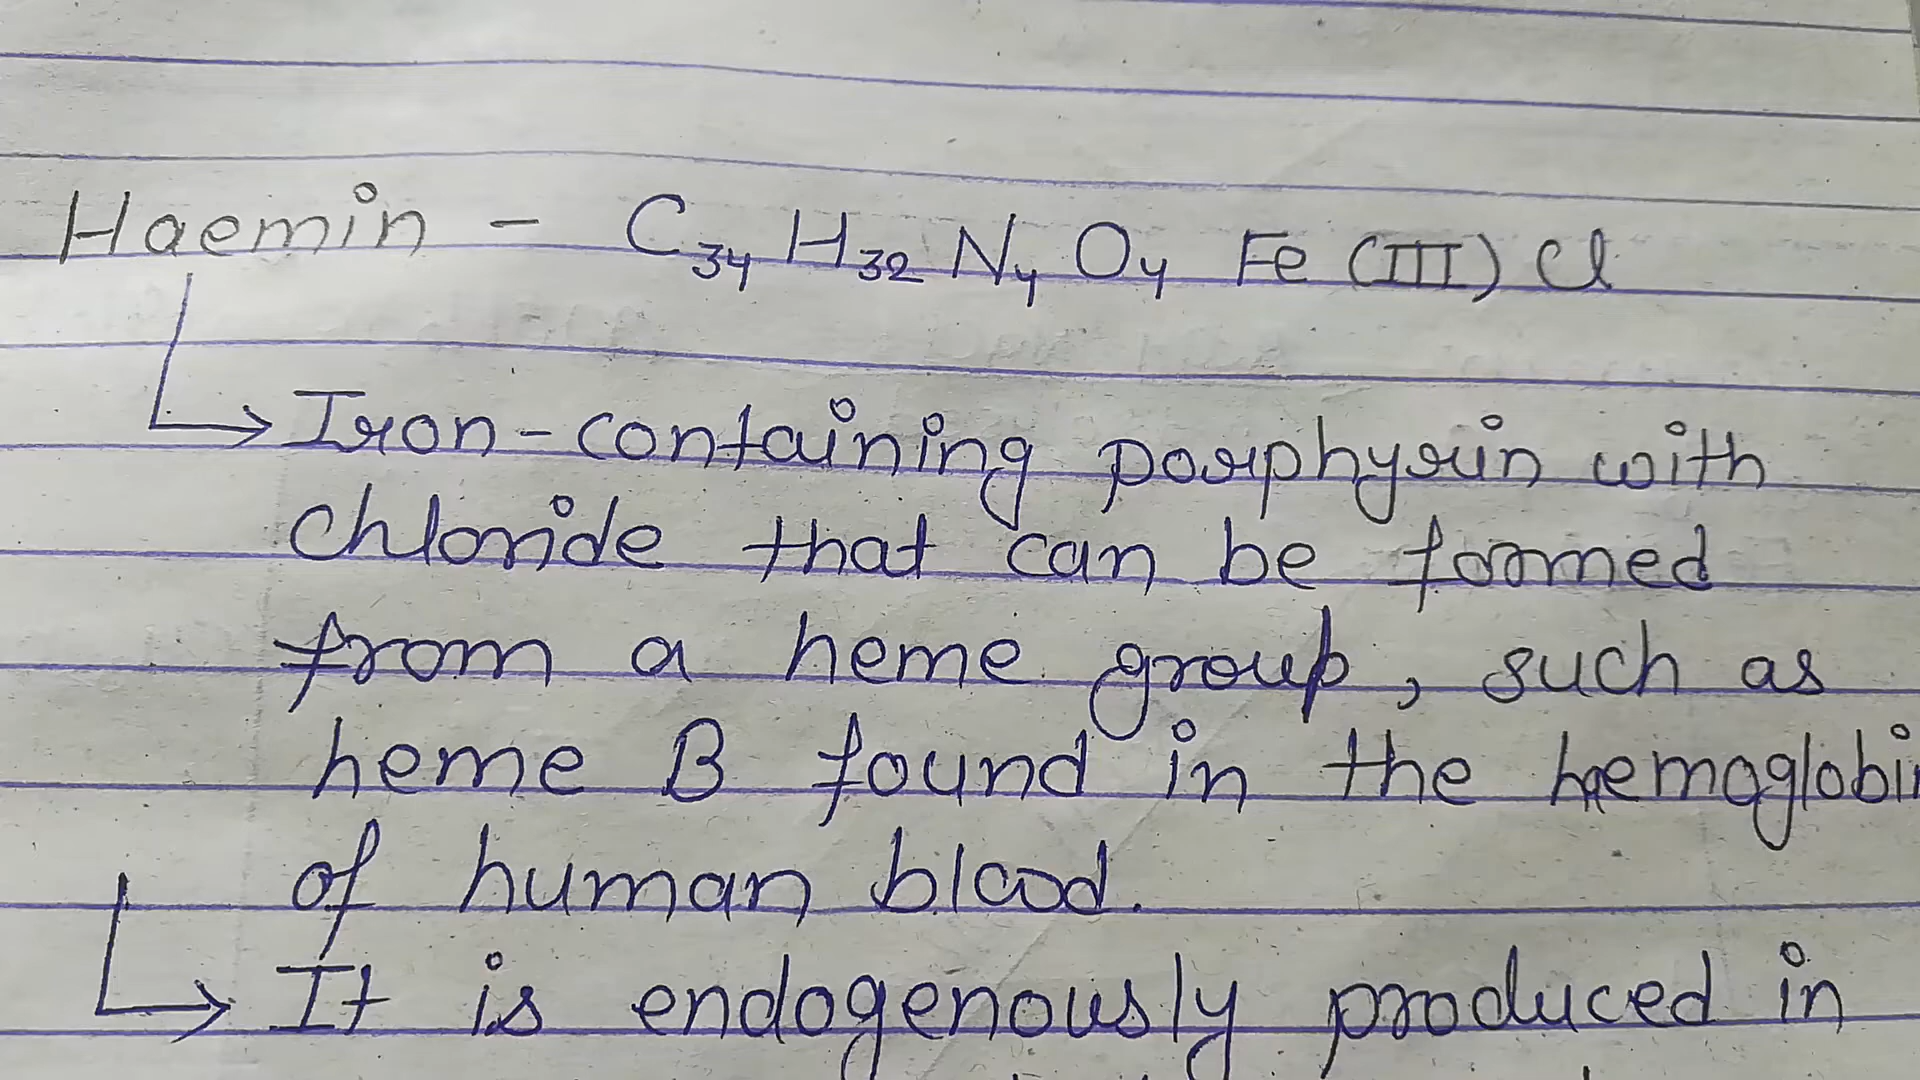 Haemin - C34 H32 N4 O4 Fe (III) Cl
↳ Iron-containing porphyrin with
chloride that can be formed
from a heme group, such as
heme B found in the hemoglobin
of human blood.
↳ It is endogenously produced in